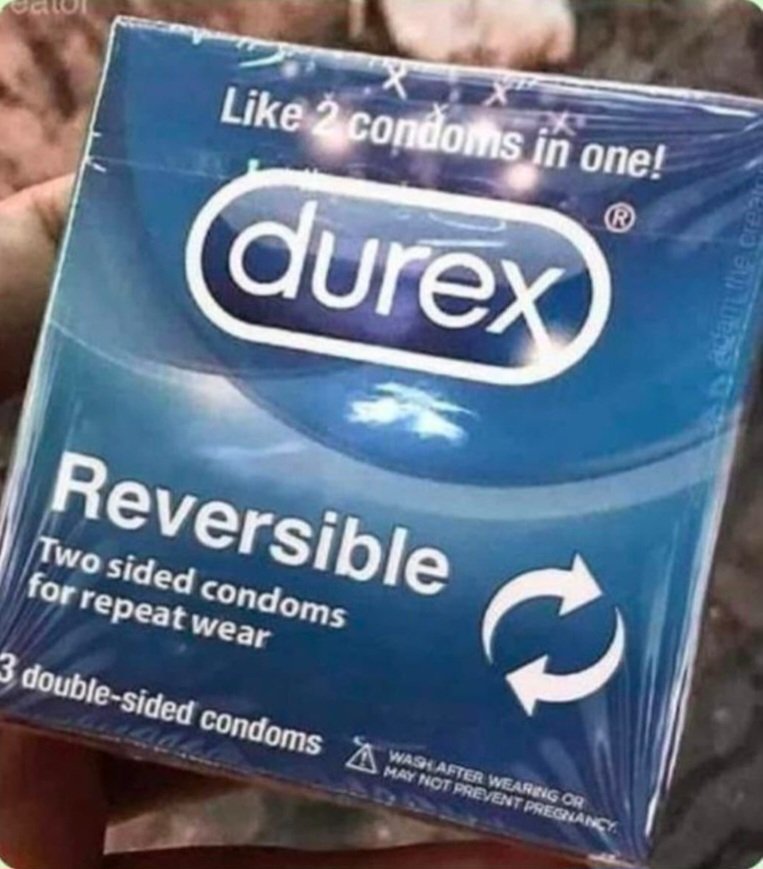 eator
Like 2 condoms in one!
durex®
Reversible
Two sided condoms
for repeat wear
3 double-sided condoms
WASH AFTER WEARING OR
MAY NOT PREVENT PREGNANCY.